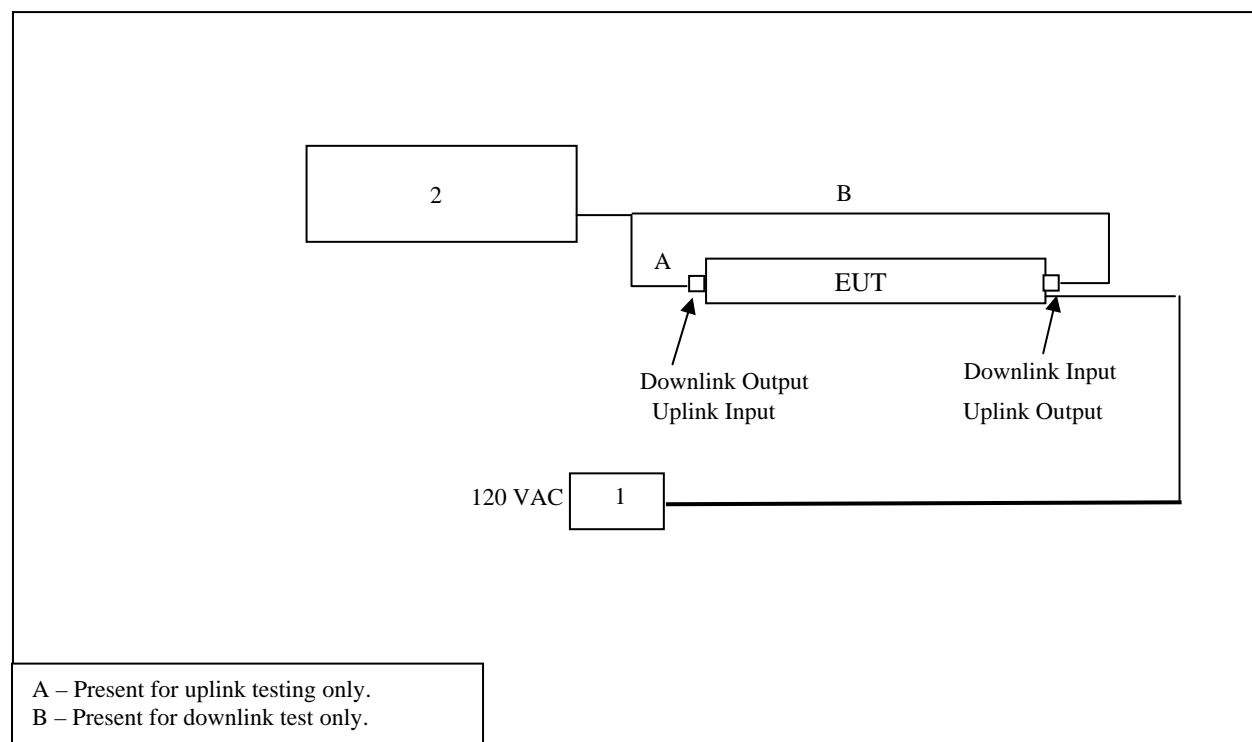 2
B
A
EUT
Downlink Output
Uplink Input
Downlink Input
Uplink Output
120 VAC
1
A – Present for uplink testing only.
B – Present for downlink test only.